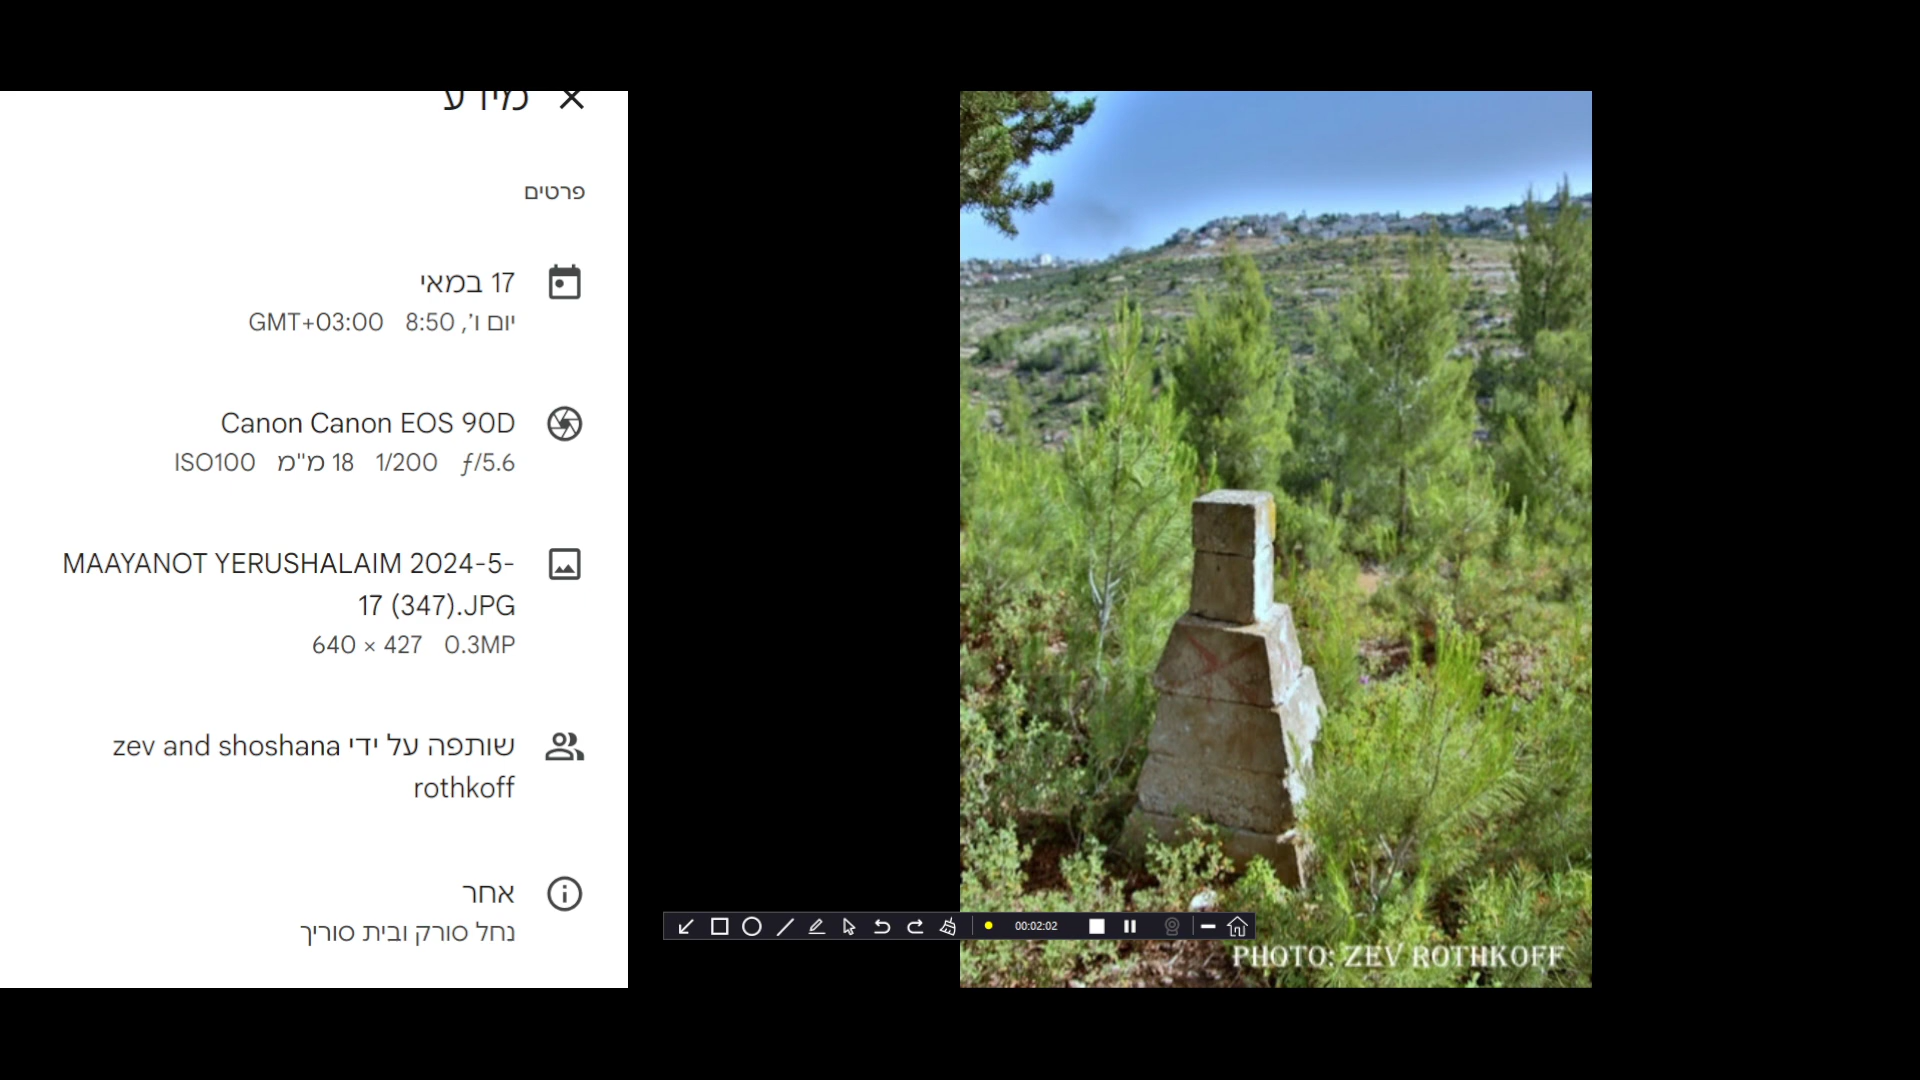 מידע
פרטים
17 במאי
יום ו׳, 8:50 GMT+03:00
Canon Canon EOS 90D
ƒ/5.6 1/200 18 מ"מ ISO100
MAAYANOT YERUSHALAIM 2024-5-
17 (347).JPG
640 × 427 0.3MP
שותפה על ידי zev and shoshana
rothkoff
אחר
נחל סורק ובית סוריך
00:02:02
PHOTO: ZEV ROTHKOFF